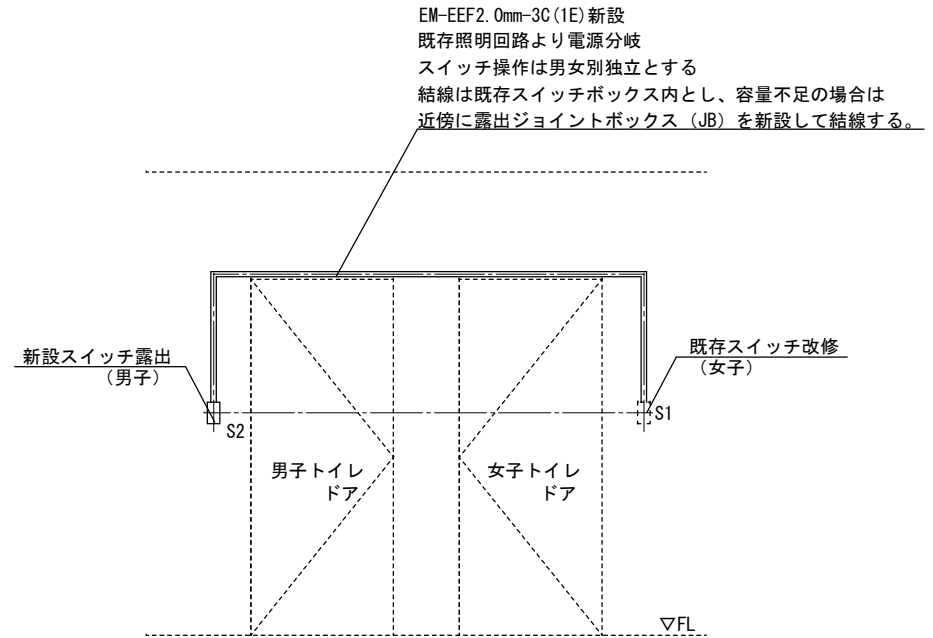 EM-EEF2.0mm-3C(1E)新設
既存照明回路より電源分岐
スイッチ操作は男女別独立とする
結線は既存スイッチボックス内とし、容量不足の場合は
近傍に露出ジョイントボックス（JB）を新設して結線する。
新設スイッチ露出
（男子）
既存スイッチ改修
（女子）
S2
S1
男子トイレ
ドア
女子トイレ
ドア
▽FL